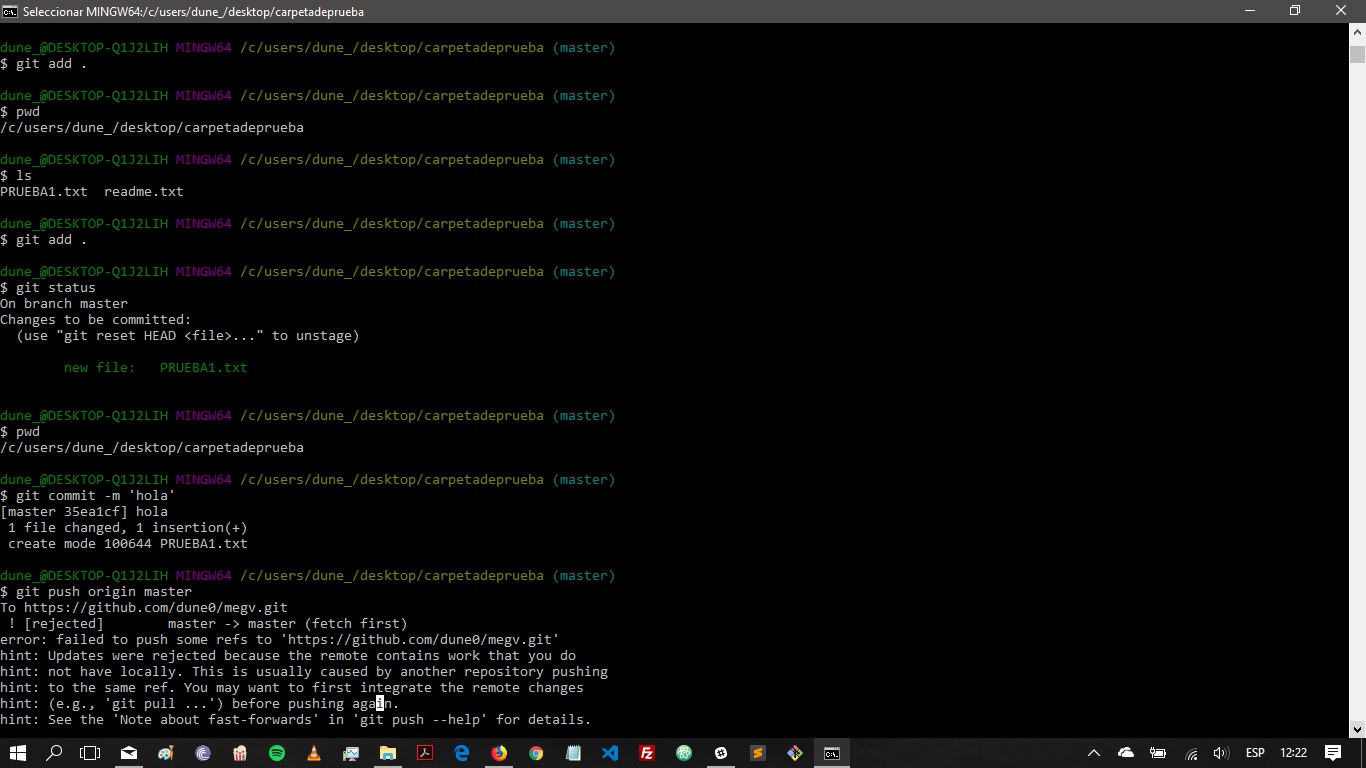 Seleccionar MINGW64:/c/users/dune_/desktop/carpetadeprueba
dune_@DESKTOP-Q1J2LIH MINGW64 /c/users/dune_/desktop/carpetadeprueba (master)
$ git add .
dune_@DESKTOP-Q1J2LIH MINGW64 /c/users/dune_/desktop/carpetadeprueba (master)
$ pwd
/c/users/dune_/desktop/carpetadeprueba
dune_@DESKTOP-Q1J2LIH MINGW64 /c/users/dune_/desktop/carpetadeprueba (master)
$ ls
PRUEBA1.txt  readme.txt
dune_@DESKTOP-Q1J2LIH MINGW64 /c/users/dune_/desktop/carpetadeprueba (master)
$ git add .
dune_@DESKTOP-Q1J2LIH MINGW64 /c/users/dune_/desktop/carpetadeprueba (master)
$ git status
On branch master
Changes to be committed:
  (use "git reset HEAD <file>..." to unstage)
        new file:   PRUEBA1.txt
dune_@DESKTOP-Q1J2LIH MINGW64 /c/users/dune_/desktop/carpetadeprueba (master)
$ pwd
/c/users/dune_/desktop/carpetadeprueba
dune_@DESKTOP-Q1J2LIH MINGW64 /c/users/dune_/desktop/carpetadeprueba (master)
$ git commit -m 'hola'
[master 35ea1cf] hola
 1 file changed, 1 insertion(+)
 create mode 100644 PRUEBA1.txt
dune_@DESKTOP-Q1J2LIH MINGW64 /c/users/dune_/desktop/carpetadeprueba (master)
$ git push origin master
To https://github.com/dune0/megv.git
 ! [rejected]        master -> master (fetch first)
error: failed to push some refs to 'https://github.com/dune0/megv.git'
hint: Updates were rejected because the remote contains work that you do
hint: not have locally. This is usually caused by another repository pushing
hint: to the same ref. You may want to first integrate the remote changes
hint: (e.g., 'git pull ...') before pushing again.
hint: See the 'Note about fast-forwards' in 'git push --help' for details.
ESP 12:22